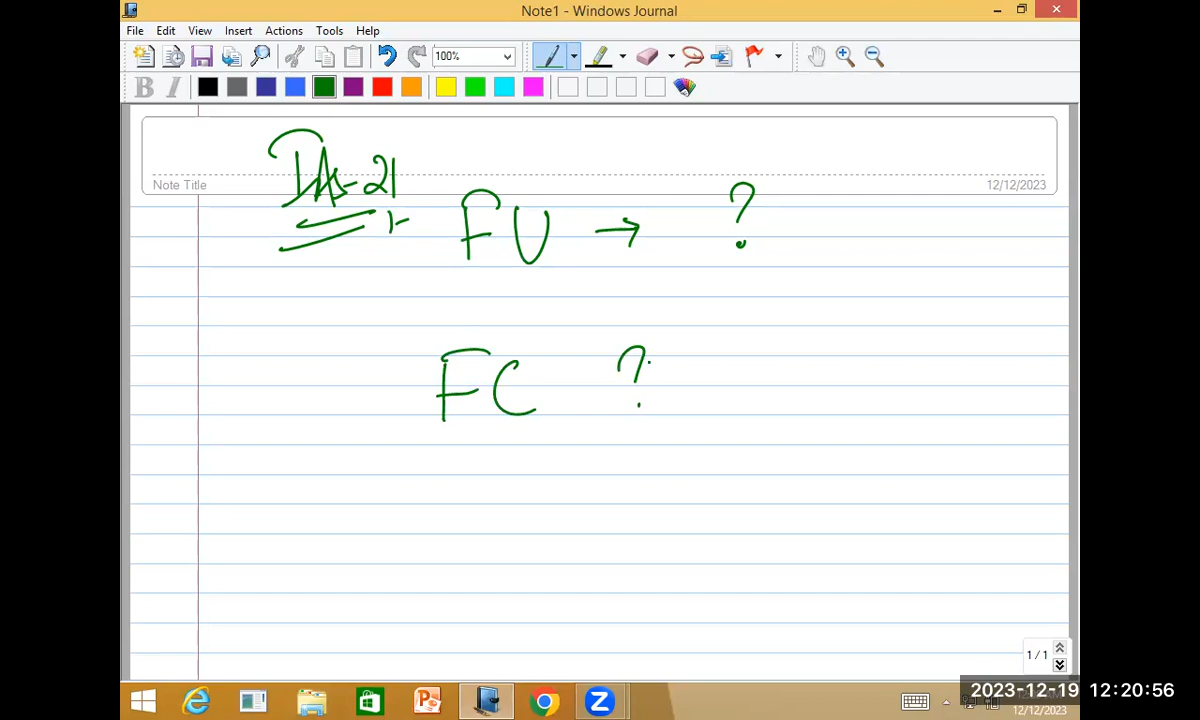 Note1 - Windows Journal
File Edit View Insert Actions Tools Help
100%
B I
Note Title
12/12/2023
FU → ?
FC ?
1 / 1
2023-12-19 12:20:56
12/12/2023